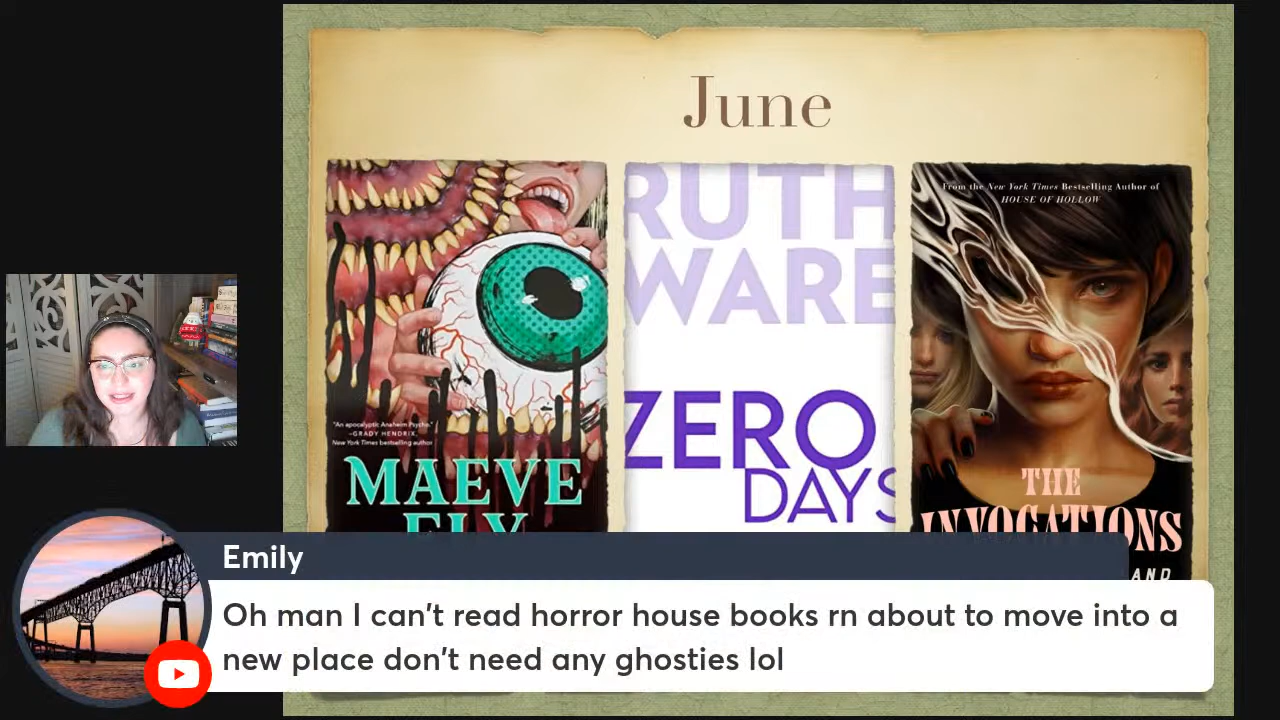 June
From the New York Times Bestselling Author of
HOUSE OF HOLLOW
RUTH
WARE
ZERO
DAYS
"An apocalyptic Anaheim Psycho."
—GRADY HENDRIX,
New York Times bestselling author
MAEVE
FLY
THE
INVOCATIONS
AND
Emily
Oh man I can't read horror house books rn about to move into a
new place don't need any ghosties lol